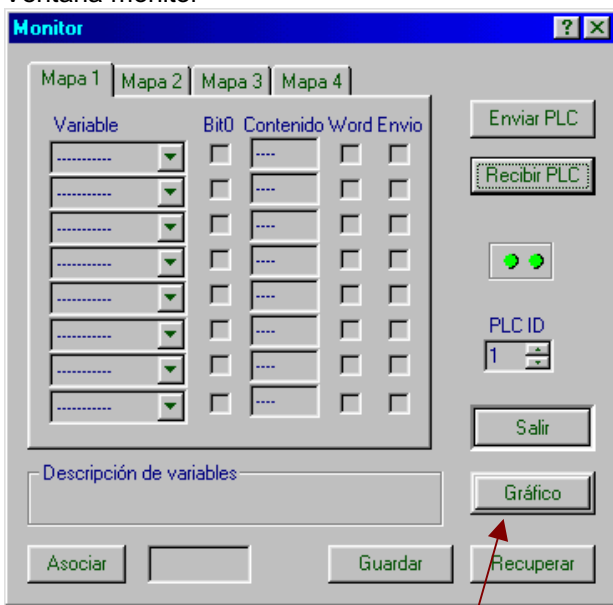 Ventana monitor
Monitor
Mapa 1 Mapa 2 Mapa 3 Mapa 4
Variable Bit0 Contenido Word Envio
----------- ----
----------- ----
----------- ----
----------- ----
----------- ----
----------- ----
----------- ----
----------- ----
Enviar PLC
Recibir PLC
PLC ID
1
Salir
Descripción de variables
Gráfico
Asociar Guardar Recuperar